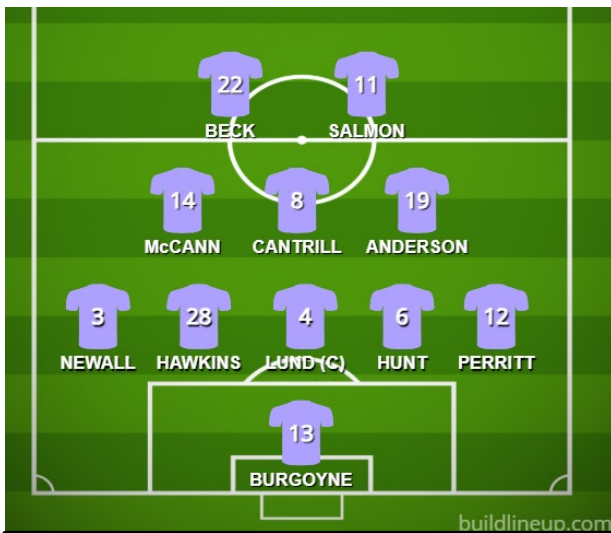 22 11
BECK SALMON
14 8 19
McCANN CANTRILL ANDERSON
3 28 4 6 12
NEWALL HAWKINS LUND (C) HUNT PERRITT
13
BURGOYNE
buildlineup.com